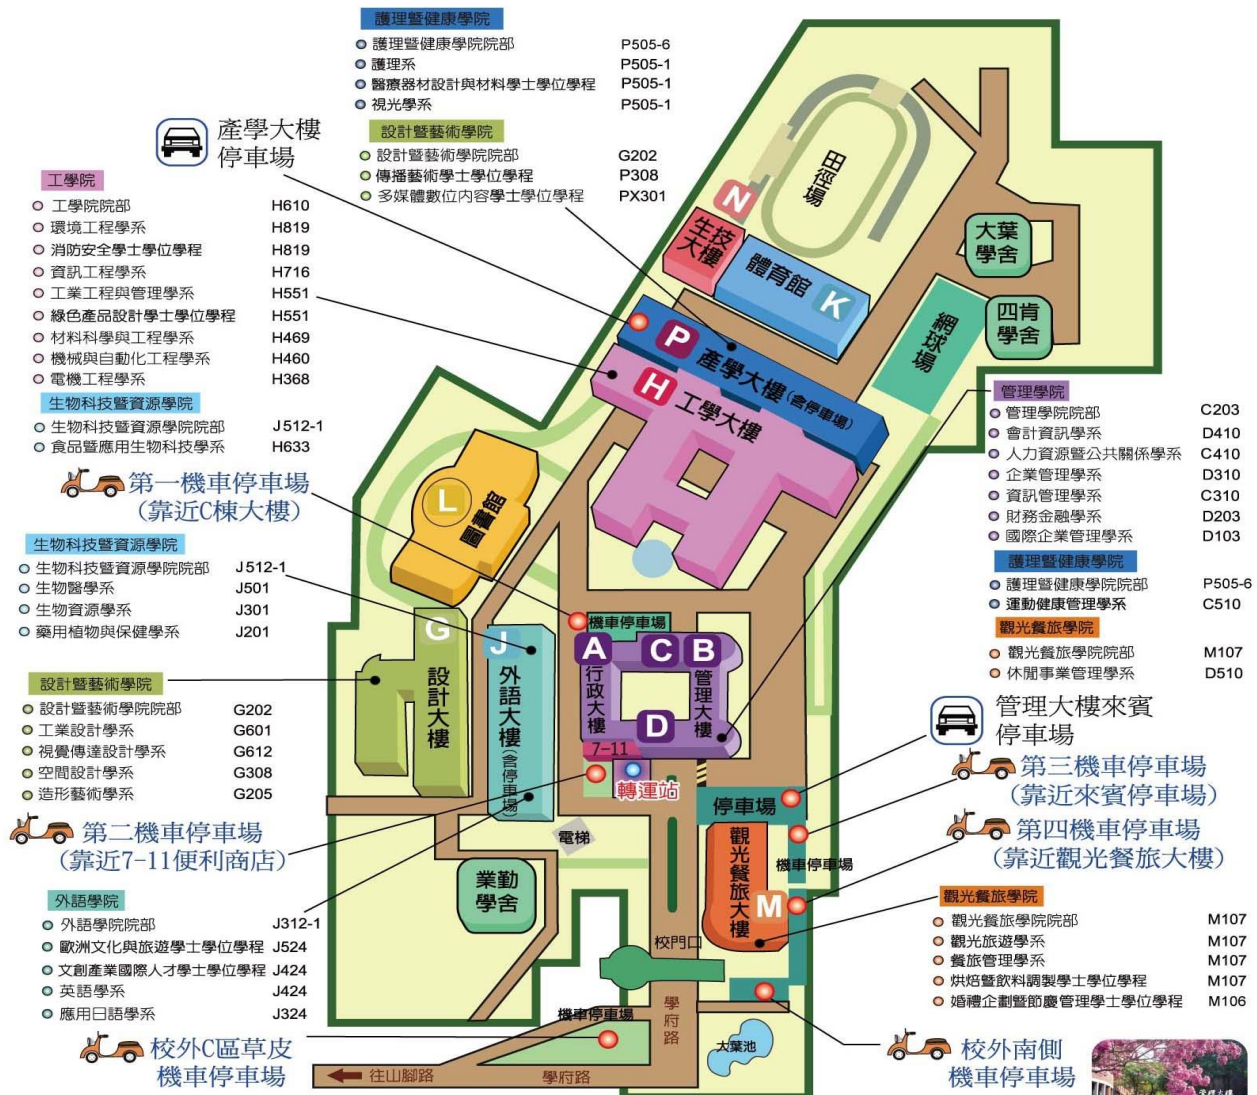 護理暨健康學院
護理暨健康學院院部 P505-6
護理系 P505-1
醫療器材設計與材料學士學位學程 P505-1
視光學系 P505-1
設計暨藝術學院
設計暨藝術學院院部 G202
傳播藝術學士學位學程 P308
多媒體數位內容學士學位學程 PX301
產學大樓
停車場
工學院
工學院院部 H610
環境工程學系 H819
消防安全學士學位學程 H819
資訊工程學系 H716
工業工程與管理學系 H551
綠色產品設計學士學位學程 H551
材料科學與工程學系 H469
機械與自動化工程學系 H460
電機工程學系 H368
生物科技暨資源學院
生物科技暨資源學院院部 J512-1
食品暨應用生物科技學系 H633
第一機車停車場
(靠近C棟大樓)
生物科技暨資源學院
生物科技暨資源學院院部 J512-1
生物醫學系 J501
生物資源學系 J301
藥用植物與保健學系 J201
設計暨藝術學院
設計暨藝術學院院部 G202
工業設計學系 G601
視覺傳達設計學系 G612
空間設計學系 G308
造形藝術學系 G205
第二機車停車場
(靠近7-11便利商店)
外語學院
外語學院院部 J312-1
歐洲文化與旅遊學士學位學程 J524
文創產業國際人才學士學位學程 J424
英語學系 J424
應用日語學系 J324
校外C區草皮
機車停車場
田徑場
N
生技大樓
體育館
K
大葉學舍
四肯學舍
網球場
P
產學大樓(含停車場)
H
工學大樓
L
圖書館
G
設計大樓
J
外語大樓(含停車場)
機車停車場
A
C
B
行政大樓
管理大樓
D
7-11
轉運站
停車場
觀光餐旅大樓
M
機車停車場
電梯
業勤學舍
校門口
機車停車場
學府路
大葉池
往山腳路
學府路
管理學院
管理學院院部 C203
會計資訊學系 D410
人力資源暨公共關係學系 C410
企業管理學系 D310
資訊管理學系 C310
財務金融學系 D203
國際企業管理學系 D103
護理暨健康學院
護理暨健康學院院部 P505-6
運動健康管理學系 C510
觀光餐旅學院
觀光餐旅學院院部 M107
休閒事業管理學系 D510
管理大樓來賓
停車場
第三機車停車場
(靠近來賓停車場)
第四機車停車場
(靠近觀光餐旅大樓)
觀光餐旅學院
觀光餐旅學院院部 M107
觀光旅遊學系 M107
餐旅管理學系 M107
烘焙暨飲料調製學士學位學程 M107
婚禮企劃暨節慶管理學士學位學程 M106
校外南側
機車停車場